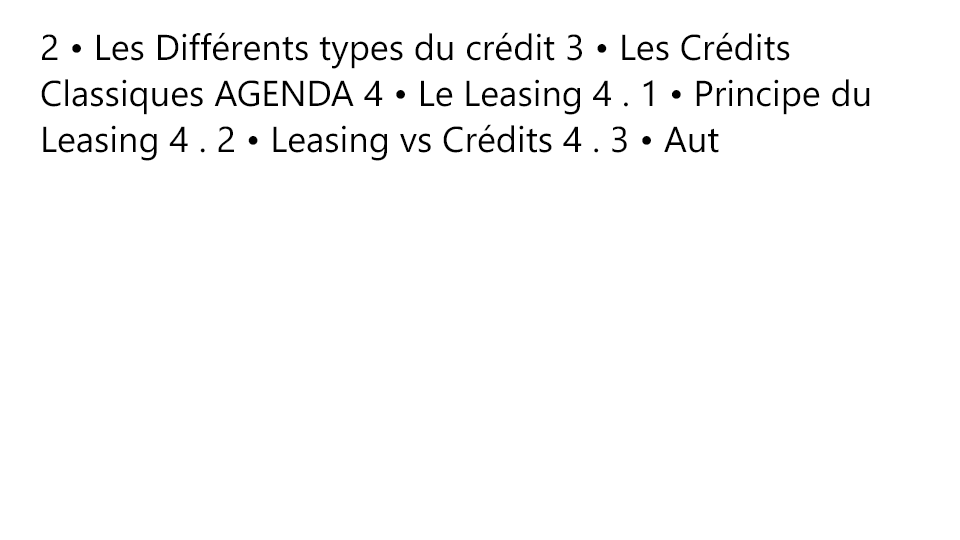 2 • Les Différents types du crédit 3 • Les Crédits
Classiques AGENDA 4 • Le Leasing 4 . 1 • Principe du
Leasing 4 . 2 • Leasing vs Crédits 4 . 3 • Aut